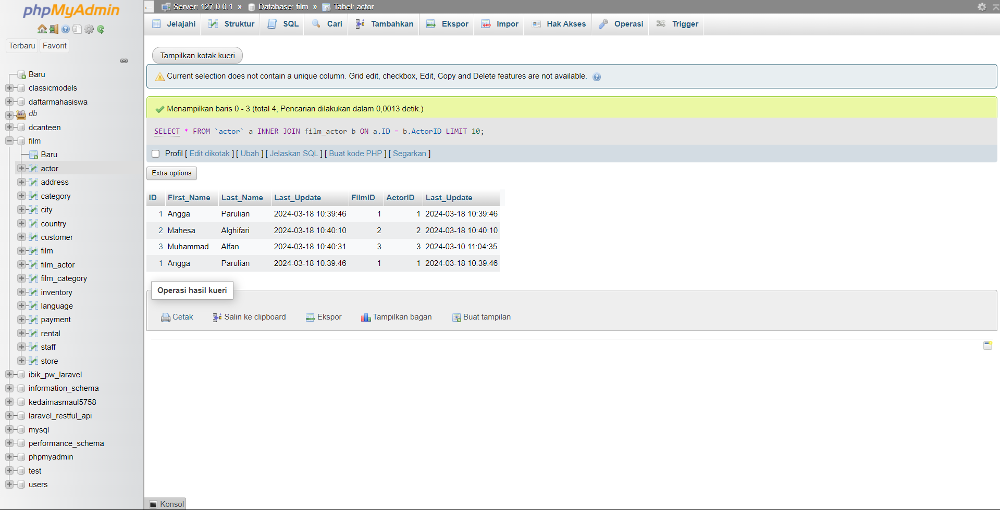 phpMyAdmin
Terbaru Favorit
Baru
classicmodels
daftarmahasiswa
db
dcanteen
film
Baru
actor
address
category
city
country
customer
film
film_actor
film_category
inventory
language
payment
rental
staff
store
ibik_pw_laravel
information_schema
kedaimasmaul5758
laravel_restful_api
mysql
performance_schema
phpmyadmin
test
users
← Server: 127.0.0.1 » Database: film » Tabel: actor
Jelajahi Struktur SQL Cari Tambahkan Ekspor Impor Hak Akses Operasi Trigger
Tampilkan kotak kueri
Current selection does not contain a unique column. Grid edit, checkbox, Edit, Copy and Delete features are not available.
Menampilkan baris 0 - 3 (total 4, Pencarian dilakukan dalam 0,0013 detik.)
SELECT * FROM `actor` a INNER JOIN film_actor b ON a.ID = b.ActorID LIMIT 10;
Profil [ Edit dikotak ] [ Ubah ] [ Jelaskan SQL ] [ Buat kode PHP ] [ Segarkan ]
Extra options
ID First_Name Last_Name Last_Update FilmID ActorID Last_Update
1 Angga Parulian 2024-03-18 10:39:46 1 1 2024-03-18 10:39:46
2 Mahesa Alghifari 2024-03-18 10:40:10 2 2 2024-03-18 10:40:10
3 Muhammad Alfan 2024-03-18 10:40:31 3 3 2024-03-10 11:04:35
1 Angga Parulian 2024-03-18 10:39:46 1 1 2024-03-18 10:39:46
Operasi hasil kueri
Cetak Salin ke clipboard Ekspor Tampilkan bagan Buat tampilan
Konsol